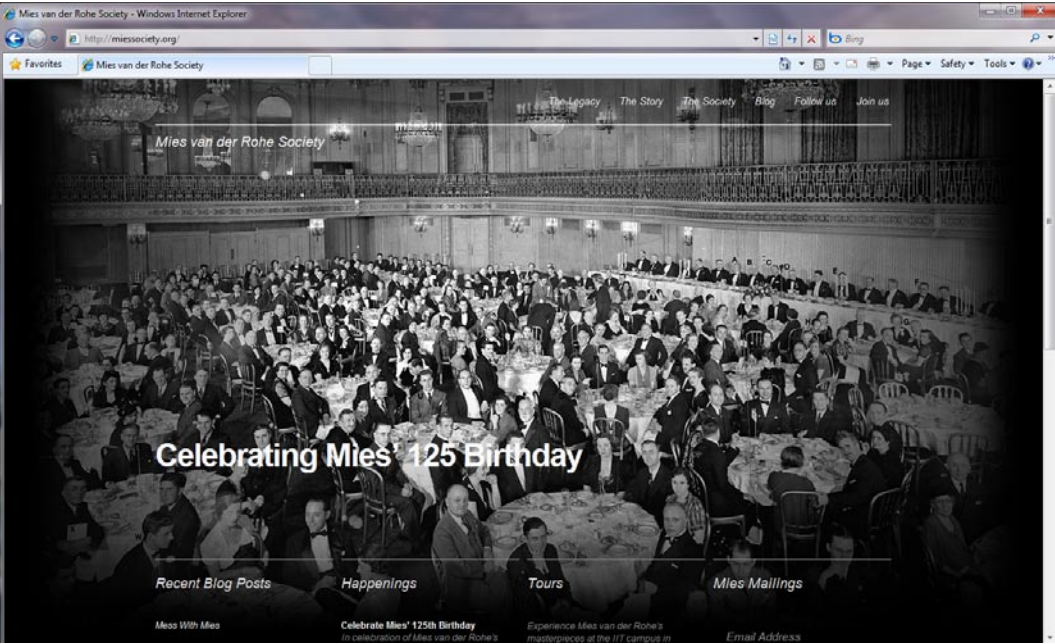 Mies van der Rohe Society - Windows Internet Explorer
http://miessociety.org/
Bing
Favorites
Mies van der Rohe Society
Page
Safety
Tools
The Legacy
The Story
The Society
Blog
Follow us
Join us
Mies van der Rohe Society
Celebrating Mies' 125 Birthday
Recent Blog Posts
Happenings
Tours
Mies Mailings
Mess With Mies
Celebrate Mies' 125th Birthday
In celebration of Mies van der Rohe's
Experience Mies van der Rohe's
masterpieces at the IIT campus in
Email Address